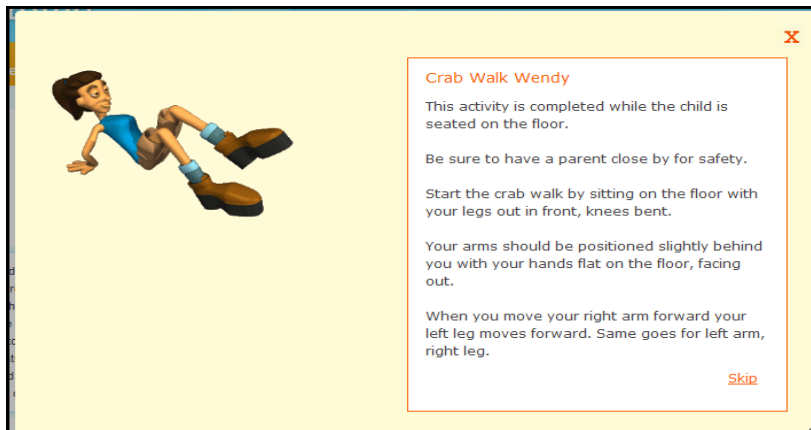 X
Crab Walk Wendy
This activity is completed while the child is
seated on the floor.
Be sure to have a parent close by for safety.
Start the crab walk by sitting on the floor with
your legs out in front, knees bent.
Your arms should be positioned slightly behind
you with your hands flat on the floor, facing
out.
When you move your right arm forward your
left leg moves forward. Same goes for left arm,
right leg.
Skip